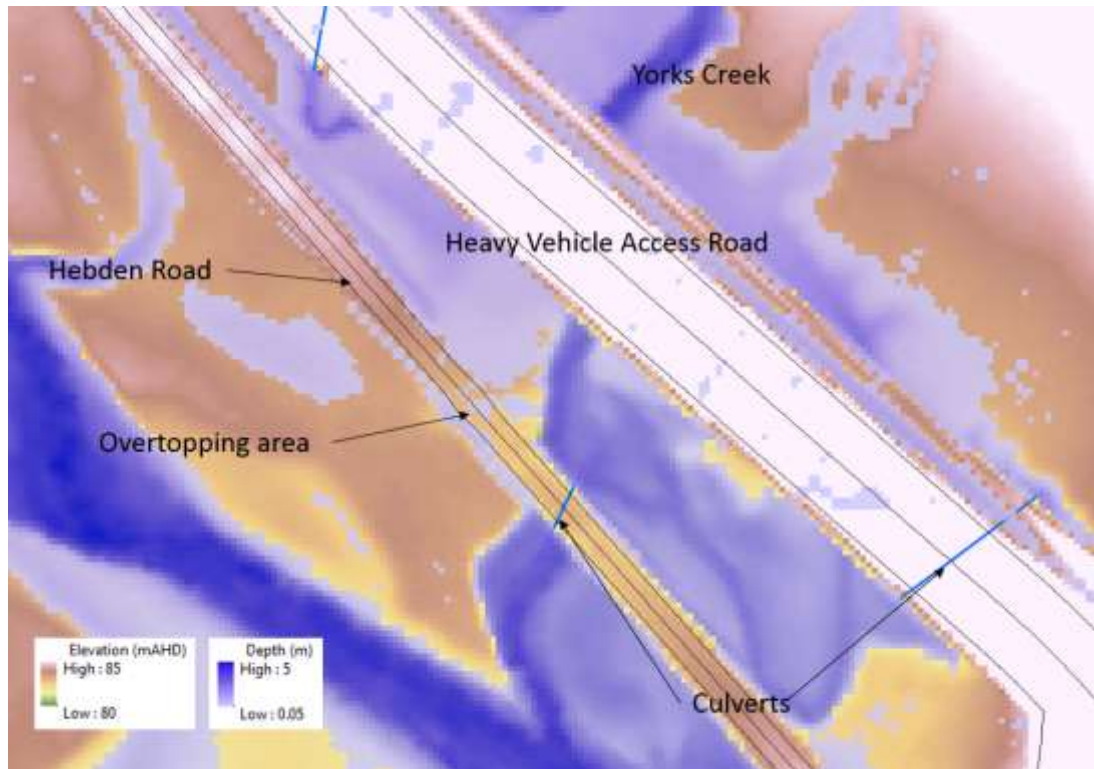 Yorks Creek
Heavy Vehicle Access Road
Hebden Road
Overtopping area
Culverts
Elevation (mAHD)
High : 85
Low : 80
Depth (m)
High : 5
Low : 0.05